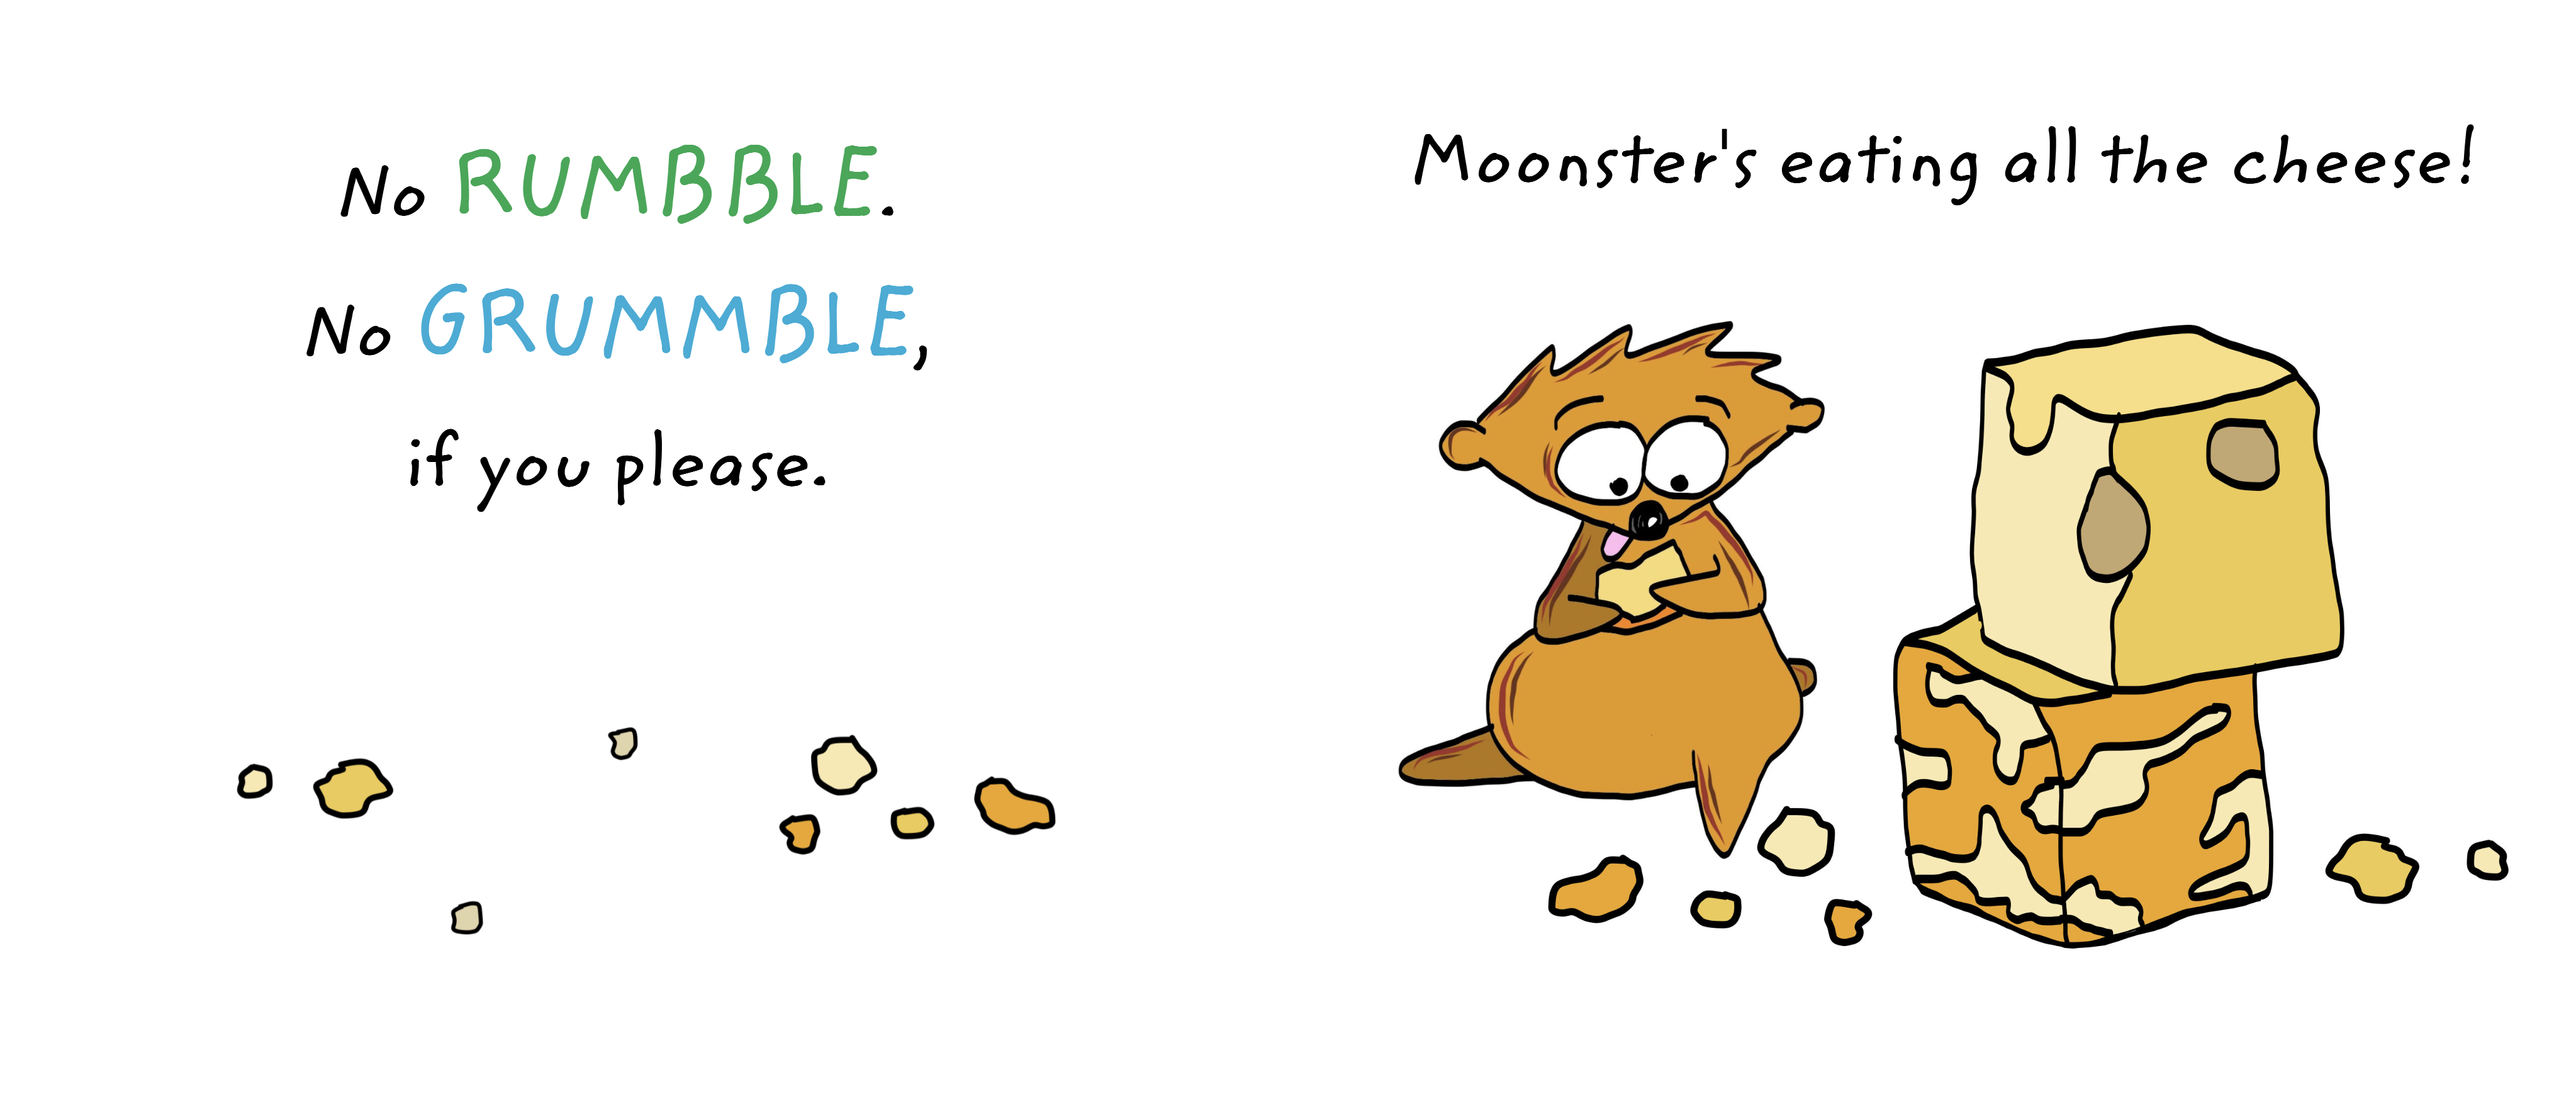 No RUMBBLE.
No GRUMMBLE,
if you please.
Moonster's eating all the cheese!